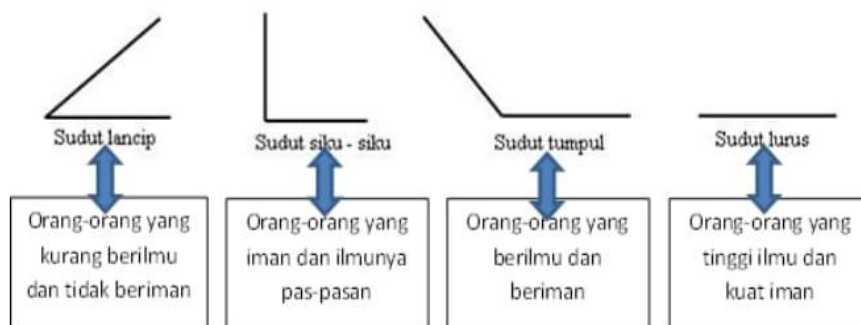 Sudut lancip
Sudut siku - siku
Sudut tumpul
Sudut lurus
Orang-orang yang
kurang berilmu
dan tidak beriman
Orang-orang yang
iman dan ilmunya
pas-pasan
Orang-orang yang
berilmu dan
beriman
Orang-orang yang
tinggi ilmu dan
kuat iman